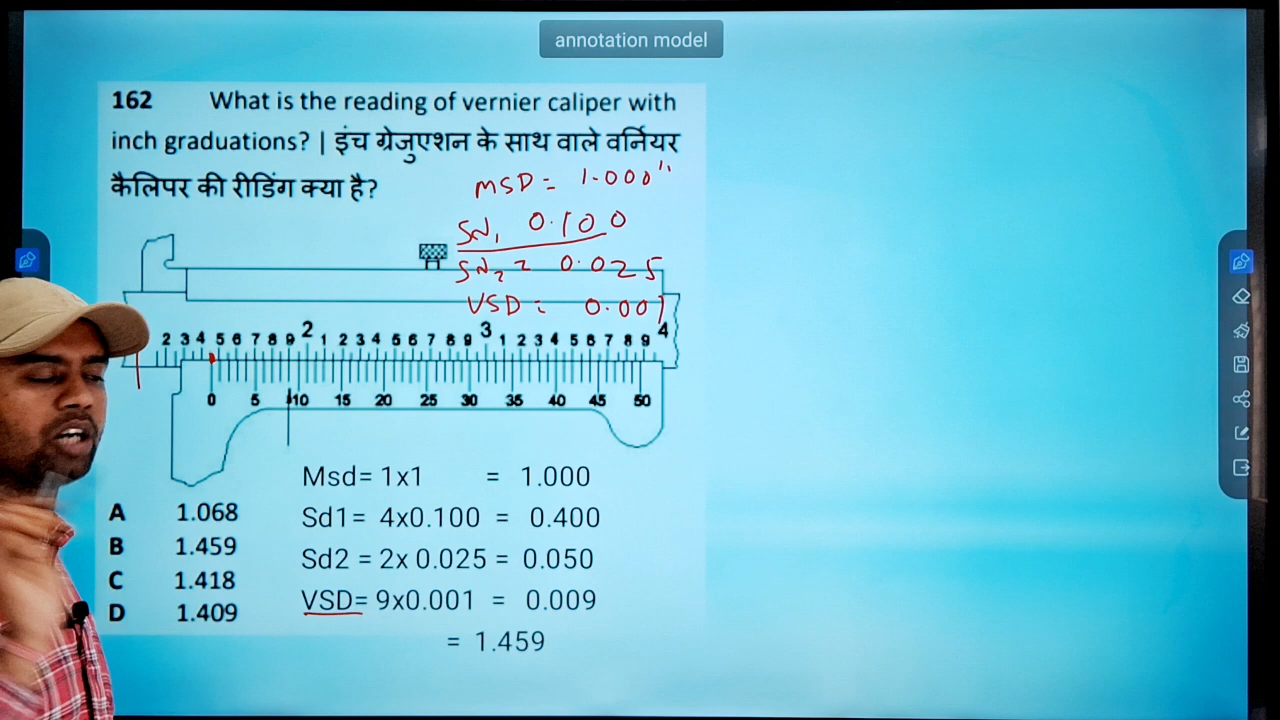 annotation model
162 What is the reading of vernier caliper with
inch graduations? | इंच ग्रेजुएशन के साथ वाले वर्नियर
कैलिपर की रीडिंग क्या है?
MSD = 1.000"
SN1 0.100
SN2 = 0.025
VSD = 0.001
2 3 4 5 6 7 8 9 2 1 2 3 4 5 6 7 8 9 3 1 2 3 4 5 6 7 8 9 4
0 5 10 15 20 25 30 35 40 45 50
Msd= 1x1 = 1.000
Sd1= 4x0.100 = 0.400
Sd2 = 2x 0.025 = 0.050
VSD= 9x0.001 = 0.009
= 1.459
A 1.068
B 1.459
C 1.418
D 1.409